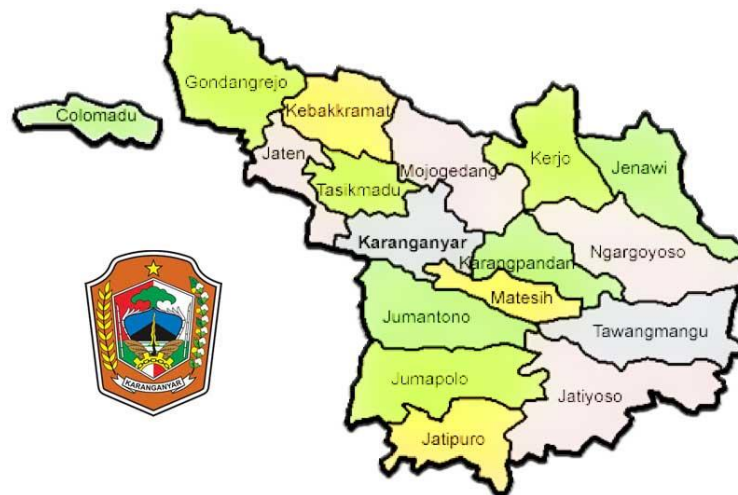 Gondangrejo
Kebakkramat
Colomadu
Jaten
Mojogedang
Kerjo
Jenawi
Tasikmadu
Karanganyar
Ngargoyoso
Karangpandan
Matesih
Jumantono
Tawangmangu
Jumapolo
Jatiyoso
Jatipuro
KARANGANYAR